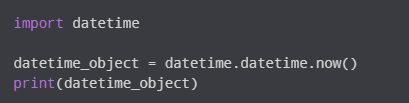 import datetime
datetime_object = datetime.datetime.now()
print(datetime_object)